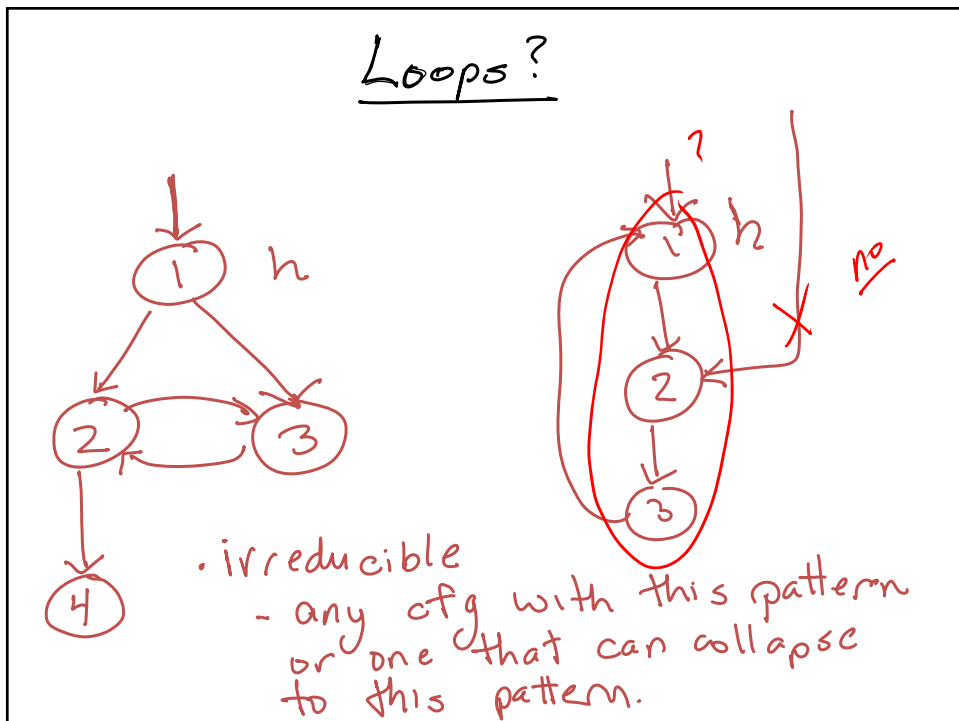 Loops?
1 h
2 3
4
?
1 h
no
2
3
• irreducible
- any cfg with this pattern
or one that can collapse
to this pattern.